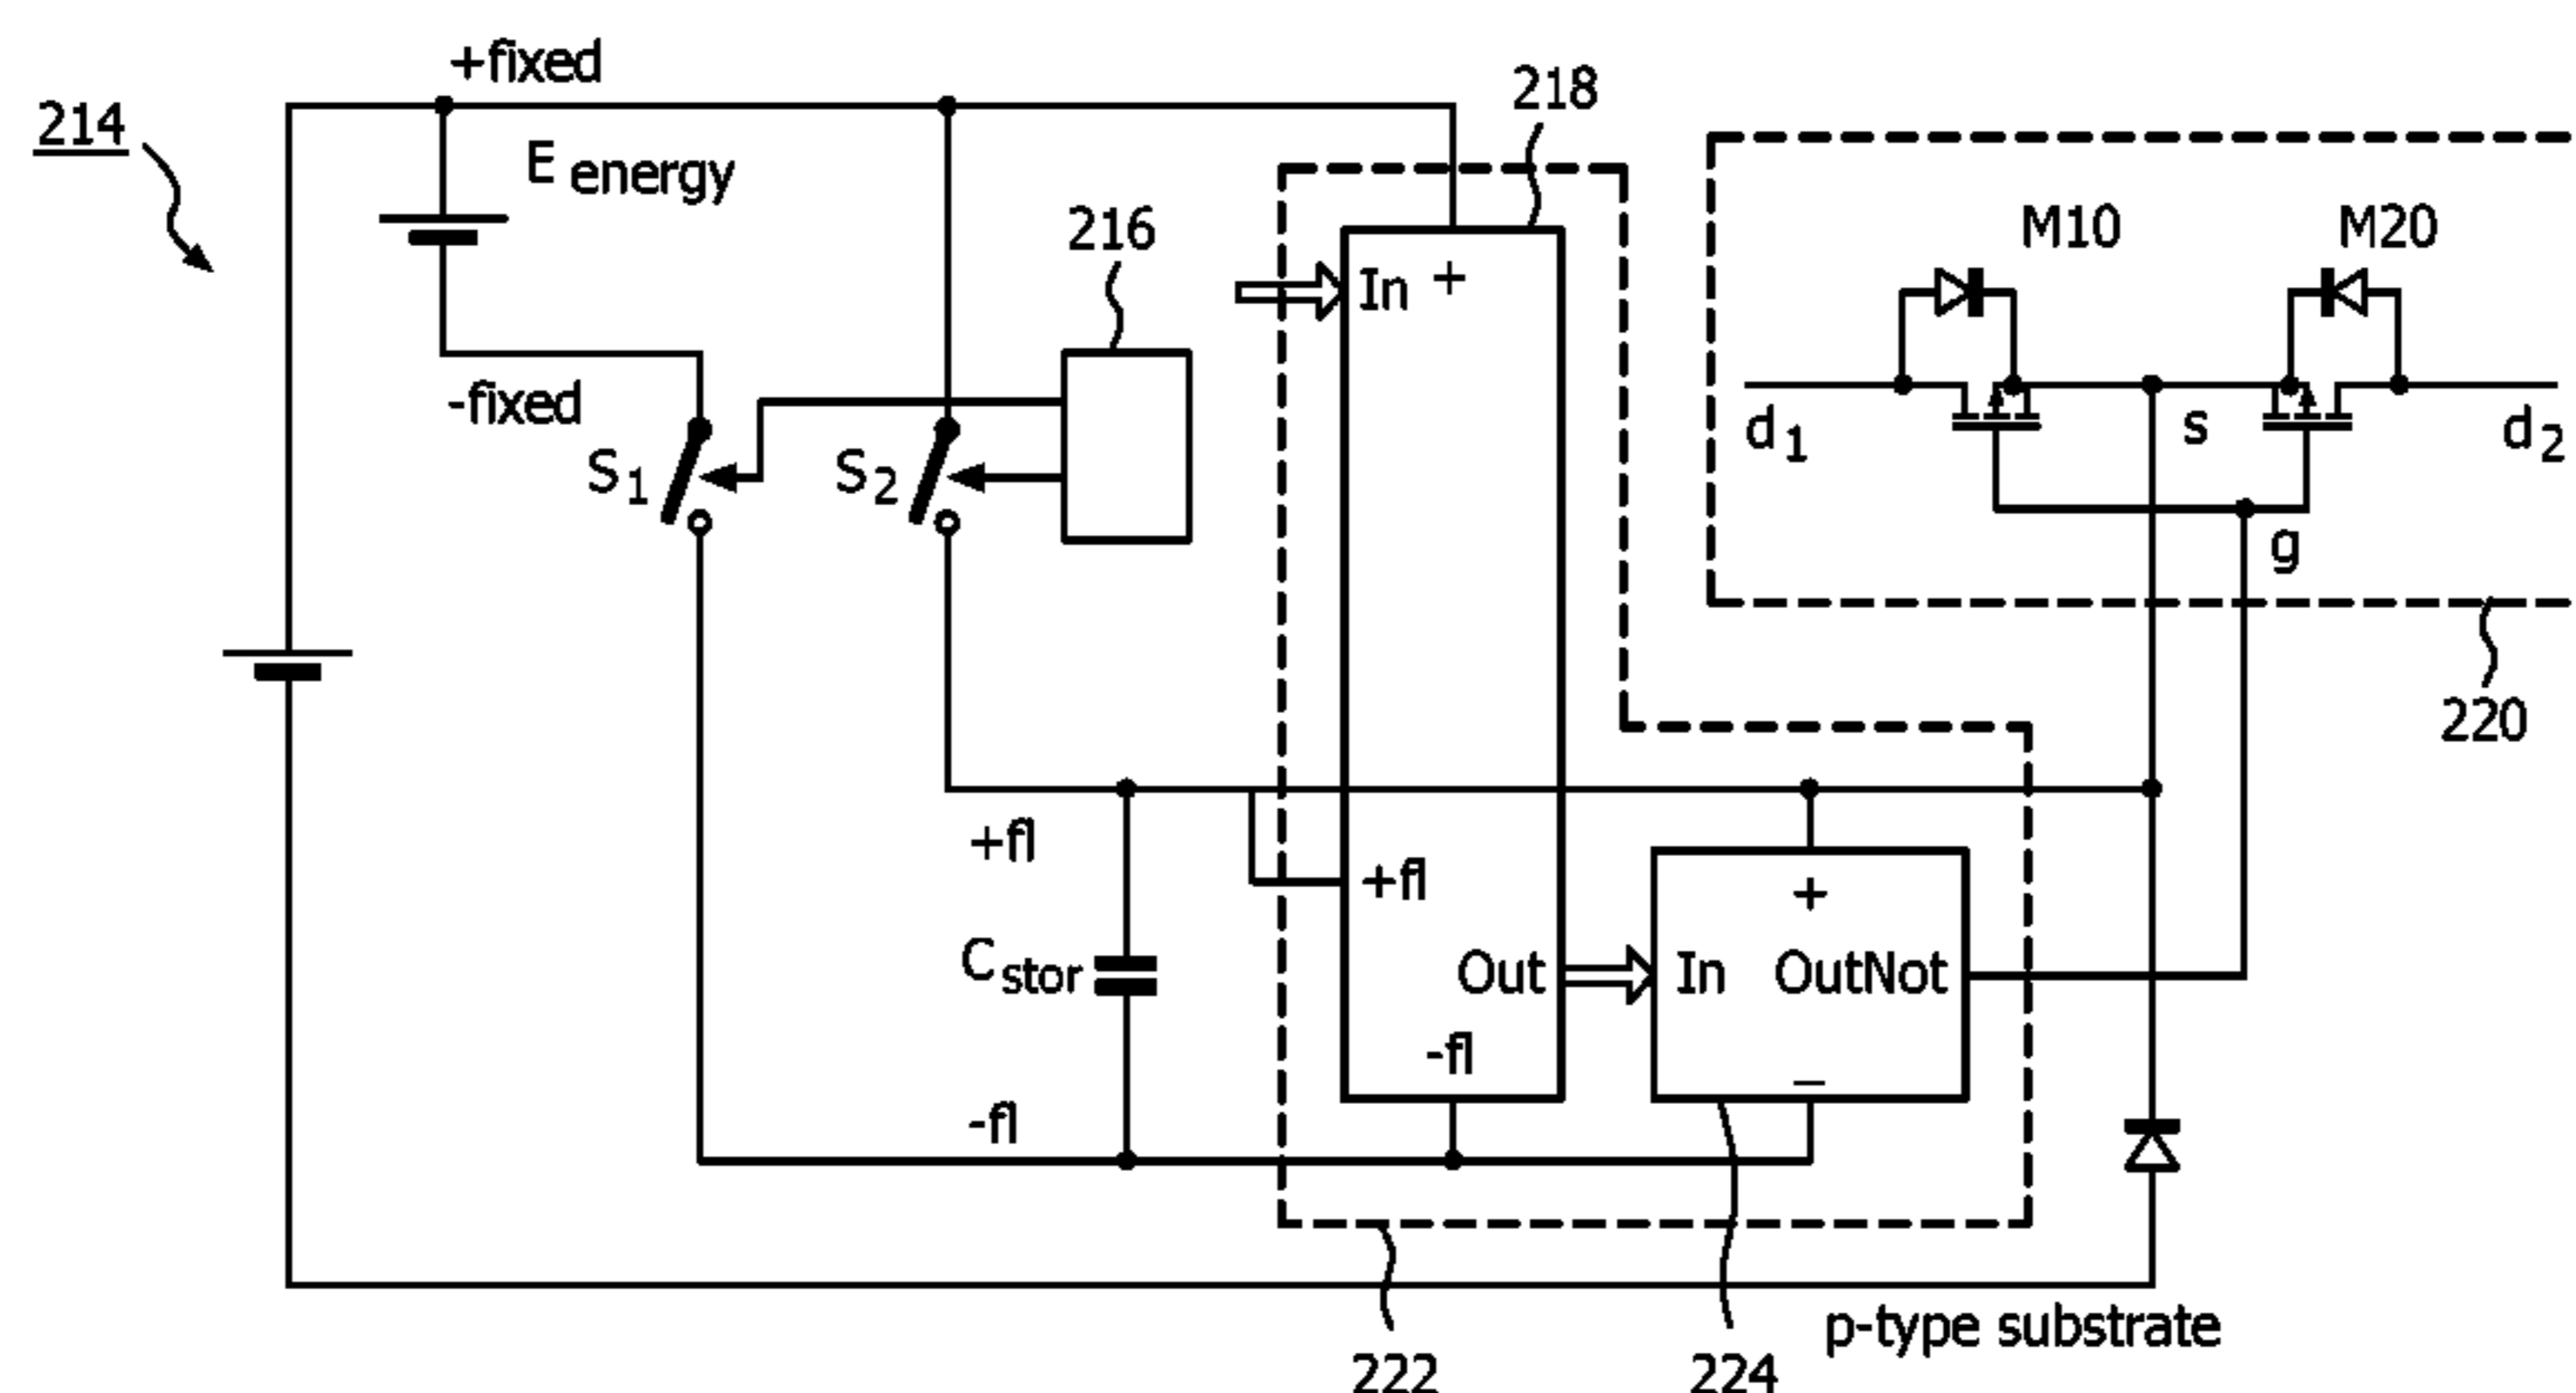 +fixed
218
214
E energy
216
M10
M20
In
+
-fixed
d1
s
d2
S1
S2
g
220
+fl
+fl
+
Cstor
Out
In
OutNot
-fl
-
-fl
p-type substrate
222
224